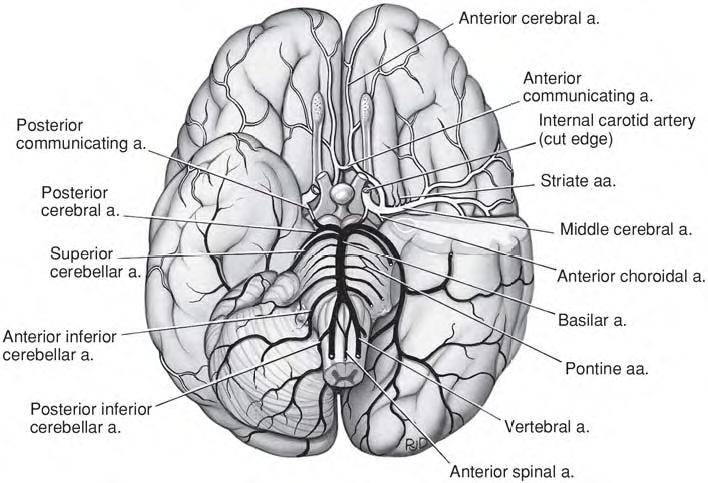 Anterior cerebral a.
Anterior
communicating a.
Internal carotid artery
(cut edge)
Striate aa.
Middle cerebral a.
Anterior choroidal a.
Basilar a.
Pontine aa.
Vertebral a.
Anterior spinal a.
Posterior
communicating a.
Posterior
cerebral a.
Superior
cerebellar a.
Anterior inferior
cerebellar a.
Posterior inferior
cerebellar a.